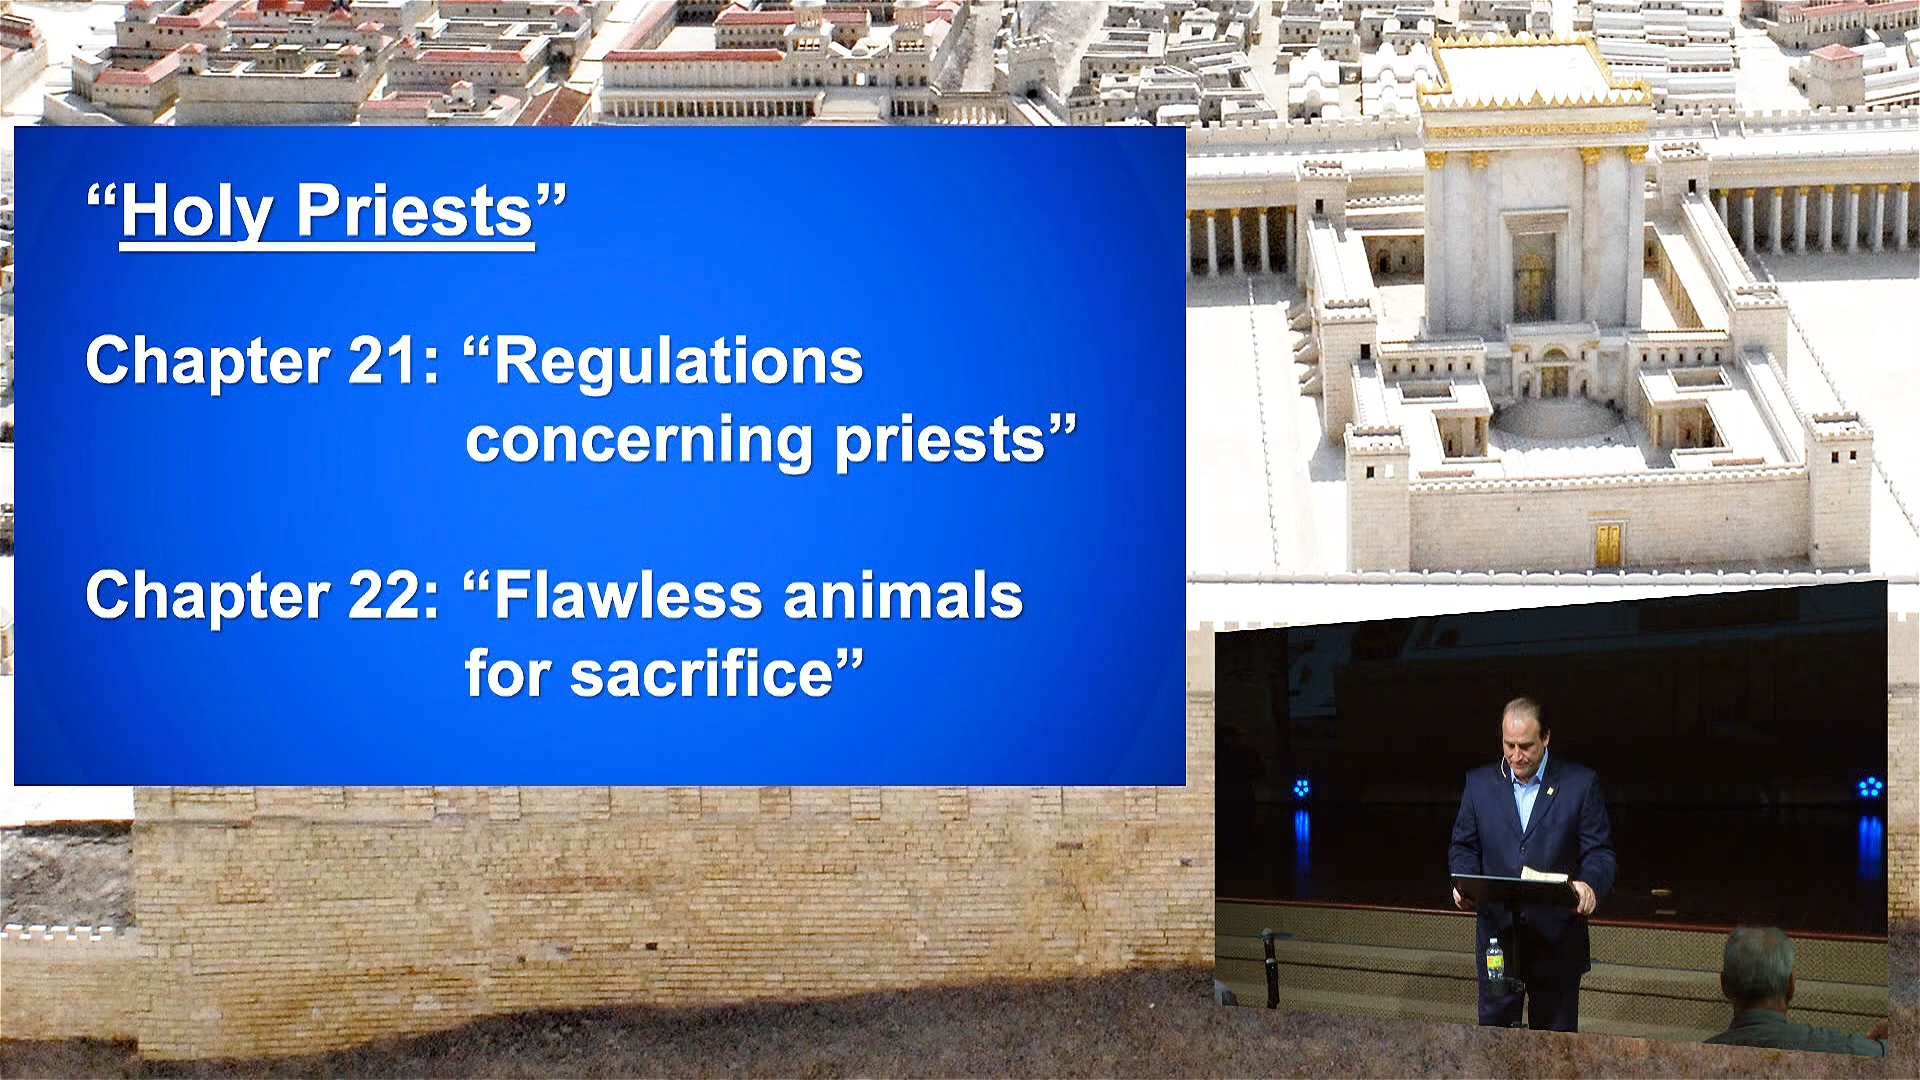 “Holy Priests”
Chapter 21: “Regulations
concerning priests”
Chapter 22: “Flawless animals
for sacrifice”